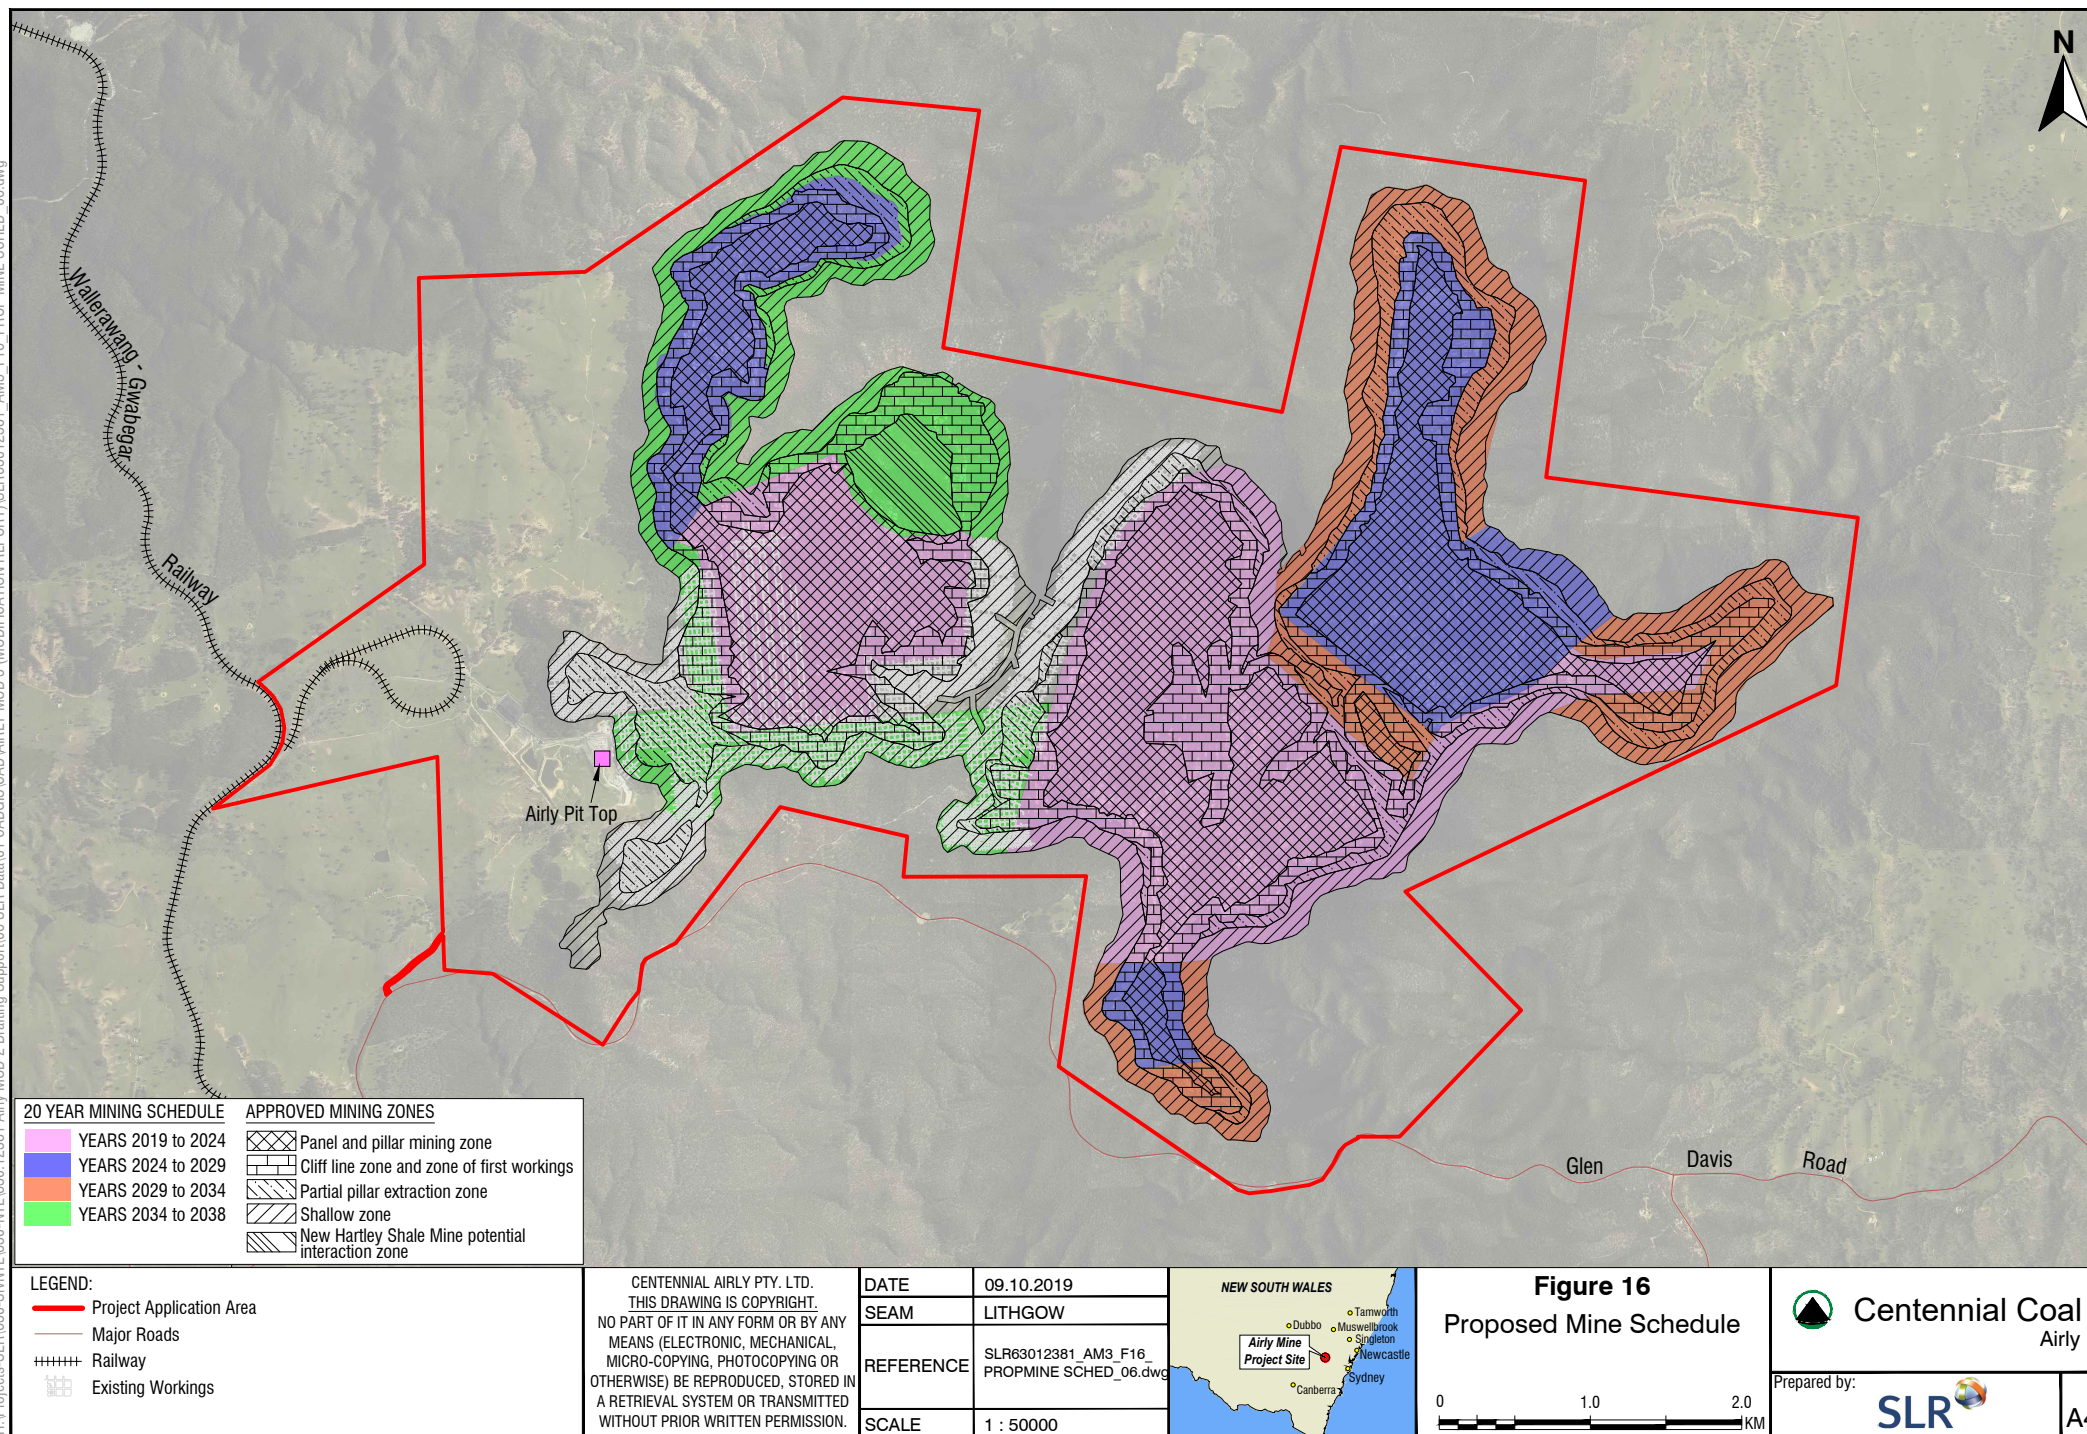 N
Wallerawang - Gwabegar
Railway
Airly Pit Top
Glen Davis Road
20 YEAR MINING SCHEDULE
YEARS 2019 to 2024
YEARS 2024 to 2029
YEARS 2029 to 2034
YEARS 2034 to 2038
APPROVED MINING ZONES
Panel and pillar mining zone
Cliff line zone and zone of first workings
Partial pillar extraction zone
Shallow zone
New Hartley Shale Mine potential
interaction zone
LEGEND:
Project Application Area
Major Roads
Railway
Existing Workings
CENTENNIAL AIRLY PTY. LTD.
THIS DRAWING IS COPYRIGHT.
NO PART OF IT IN ANY FORM OR BY ANY
MEANS (ELECTRONIC, MECHANICAL,
MICRO-COPYING, PHOTOCOPYING OR
OTHERWISE) BE REPRODUCED, STORED IN
A RETRIEVAL SYSTEM OR TRANSMITTED
WITHOUT PRIOR WRITTEN PERMISSION.
DATE 09.10.2019
SEAM LITHGOW
REFERENCE SLR63012381_AM3_F16_
PROPMINE SCHED_06.dwg
SCALE 1 : 50000
NEW SOUTH WALES
Tamworth
Dubbo
Muswellbrook
Singleton
Airly Mine
Project Site
Newcastle
Sydney
Canberra
Figure 16
Proposed Mine Schedule
0 1.0 2.0
KM
Centennial Coal
Airly
Prepared by:
SLR
A4